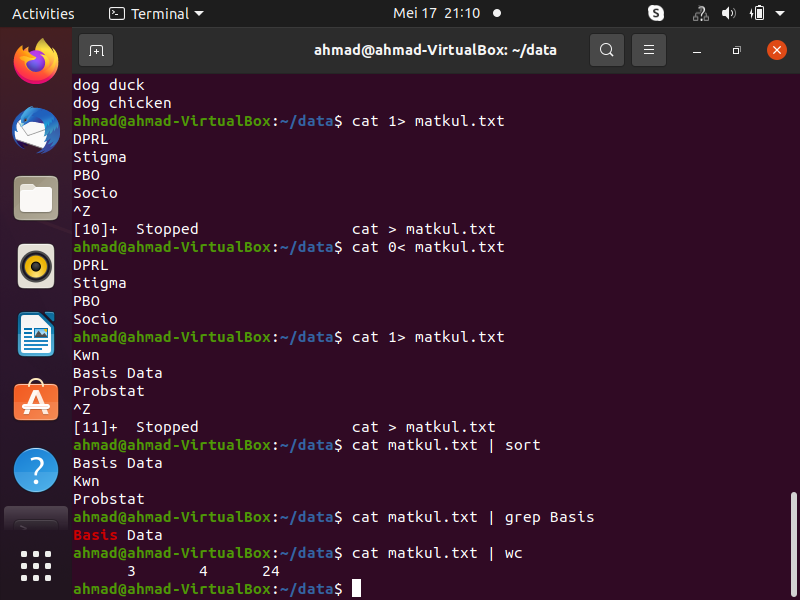 Activities Terminal Mei 17 21:10
ahmad@ahmad-VirtualBox: ~/data
dog duck
dog chicken
ahmad@ahmad-VirtualBox:~/data$ cat 1> matkul.txt
DPRL
Stigma
PBO
Socio
^Z
[10]+  Stopped                 cat > matkul.txt
ahmad@ahmad-VirtualBox:~/data$ cat 0< matkul.txt
DPRL
Stigma
PBO
Socio
ahmad@ahmad-VirtualBox:~/data$ cat 1> matkul.txt
Kwn
Basis Data
Probstat
^Z
[11]+  Stopped                 cat > matkul.txt
ahmad@ahmad-VirtualBox:~/data$ cat matkul.txt | sort
Basis Data
Kwn
Probstat
ahmad@ahmad-VirtualBox:~/data$ cat matkul.txt | grep Basis
Basis Data
ahmad@ahmad-VirtualBox:~/data$ cat matkul.txt | wc
      3       4      24
ahmad@ahmad-VirtualBox:~/data$